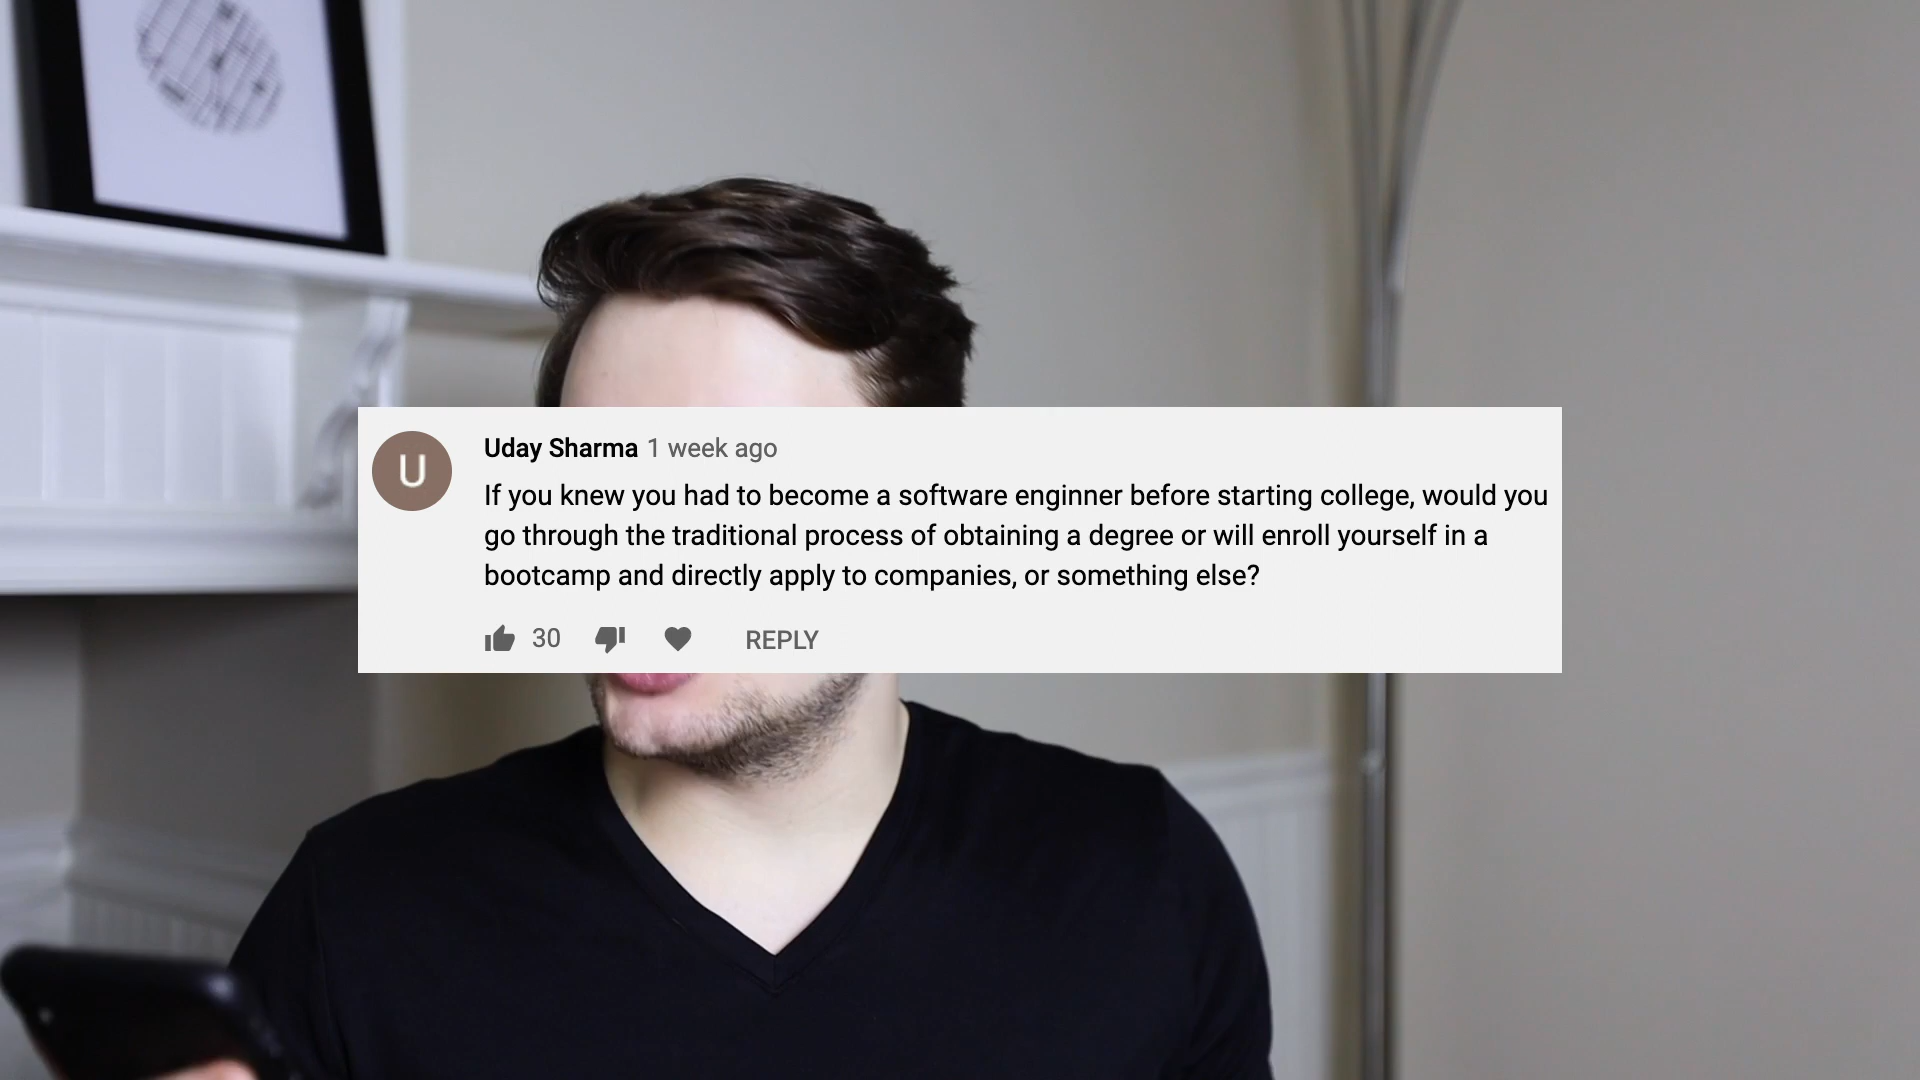 U
Uday Sharma 1 week ago
If you knew you had to become a software enginner before starting college, would you
go through the traditional process of obtaining a degree or will enroll yourself in a
bootcamp and directly apply to companies, or something else?
30
REPLY